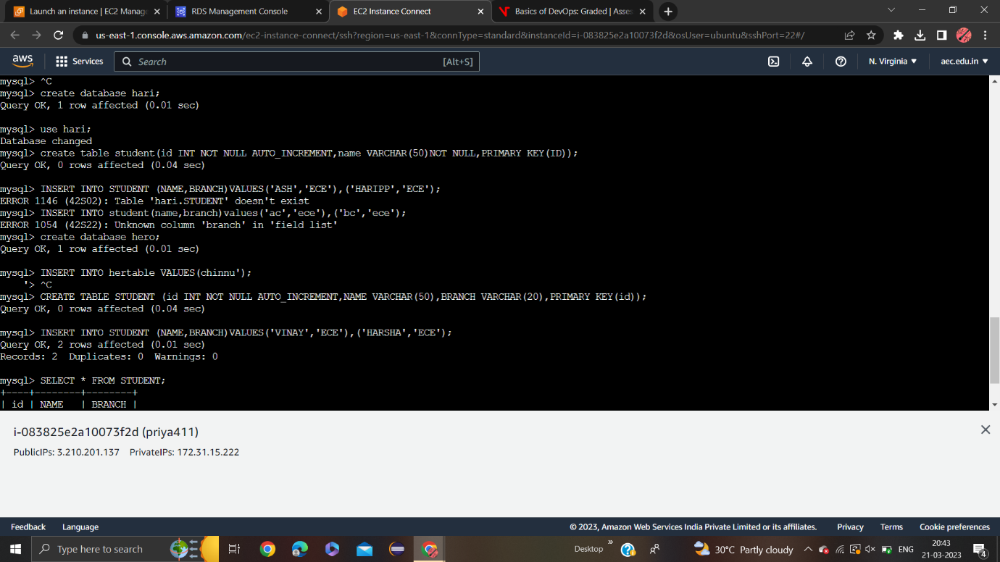 Launch an instance | EC2 Manage
RDS Management Console
EC2 Instance Connect
Basics of DevOps: Graded | Asses
us-east-1.console.aws.amazon.com/ec2-instance-connect/ssh?region=us-east-1&connType=standard&instanceId=i-083825e2a10073f2d&osUser=ubuntu&sshPort=22#/
aws Services Search [Alt+S] N. Virginia ▼ aec.edu.in ▼
mysql> ^C
mysql> create database hari;
Query OK, 1 row affected (0.01 sec)
mysql> use hari;
Database changed
mysql> create table student(id INT NOT NULL AUTO_INCREMENT,name VARCHAR(50)NOT NULL,PRIMARY KEY(ID));
Query OK, 0 rows affected (0.04 sec)
mysql> INSERT INTO STUDENT (NAME,BRANCH)VALUES('ASH','ECE'),('HARIPP','ECE');
ERROR 1146 (42S02): Table 'hari.STUDENT' doesn't exist
mysql> INSERT INTO student(name,branch)values('ac','ece'),('bc','ece');
ERROR 1054 (42S22): Unknown column 'branch' in 'field list'
mysql> create database hero;
Query OK, 1 row affected (0.01 sec)
mysql> INSERT INTO hertable VALUES(chinnu');
'> ^C
mysql> CREATE TABLE STUDENT (id INT NOT NULL AUTO_INCREMENT,NAME VARCHAR(50),BRANCH VARCHAR(20),PRIMARY KEY(id));
Query OK, 0 rows affected (0.04 sec)
mysql> INSERT INTO STUDENT (NAME,BRANCH)VALUES('VINAY','ECE'),('HARSHA','ECE');
Query OK, 2 rows affected (0.01 sec)
Records: 2  Duplicates: 0  Warnings: 0
mysql> SELECT * FROM STUDENT;
+----+--------+--------+
| id | NAME   | BRANCH |
i-083825e2a10073f2d (priya411)
PublicIPs: 3.210.201.137 PrivateIPs: 172.31.15.222
Feedback Language © 2023, Amazon Web Services India Private Limited or its affiliates. Privacy Terms Cookie preferences
Type here to search Desktop » 30°C Partly cloudy ENG 20:43
21-03-2023 4